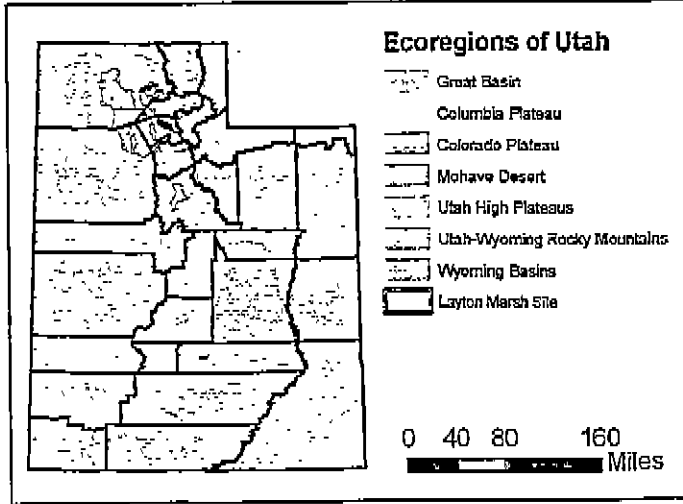 Ecoregions of Utah
Great Basin
Columbia Plateau
Colorado Plateau
Mohave Desert
Utah High Plateaus
Utah-Wyoming Rocky Mountains
Wyoming Basins
Layton Marsh Site
0 40 80 160
Miles